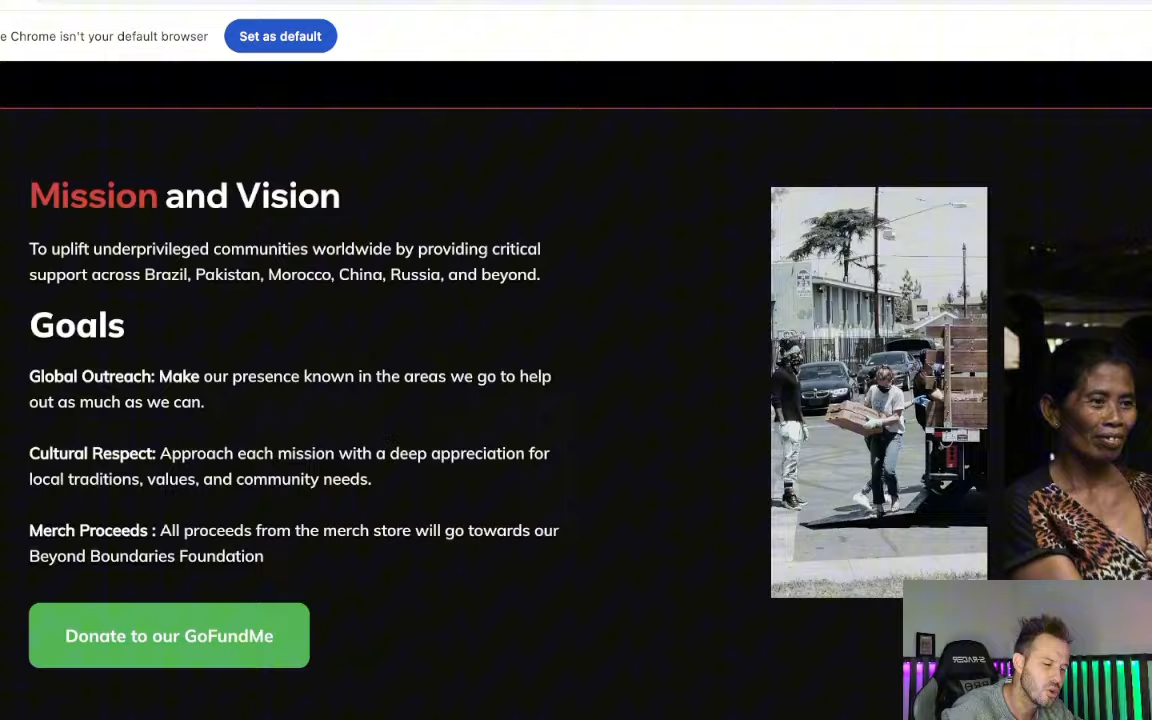 e Chrome isn't your default browser
Set as default
Mission and Vision
To uplift underprivileged communities worldwide by providing critical
support across Brazil, Pakistan, Morocco, China, Russia, and beyond.
Goals
Global Outreach: Make our presence known in the areas we go to help
out as much as we can.
Cultural Respect: Approach each mission with a deep appreciation for
local traditions, values, and community needs.
Merch Proceeds : All proceeds from the merch store will go towards our
Beyond Boundaries Foundation
Donate to our GoFundMe